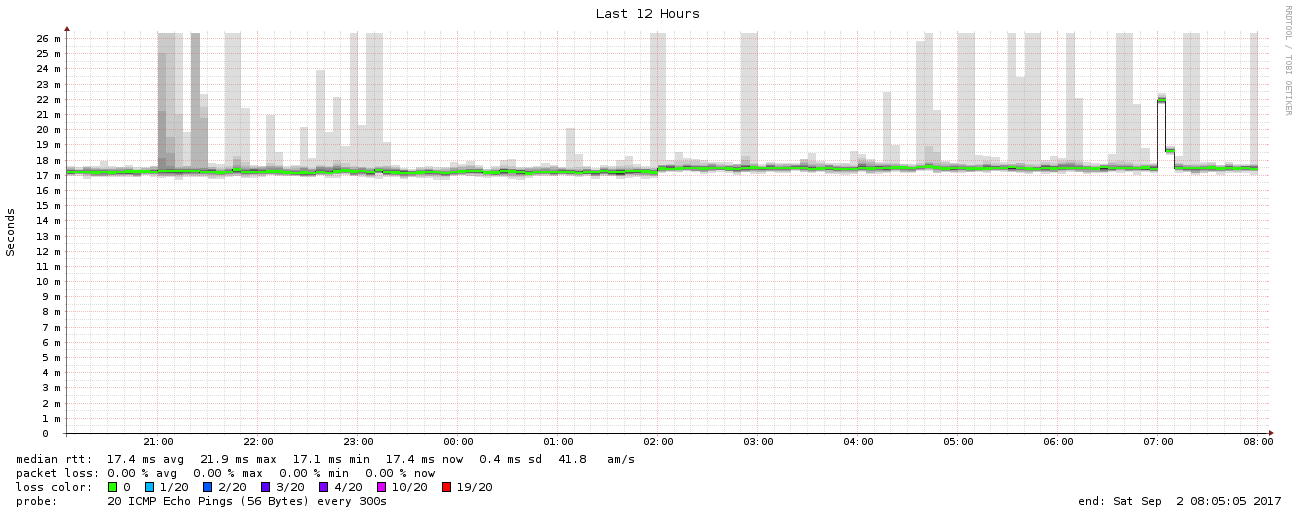 Last 12 Hours
RRDTOOL / TOBI OETIKER
Seconds
26 m
25 m
24 m
23 m
22 m
21 m
20 m
19 m
18 m
17 m
16 m
15 m
14 m
13 m
12 m
11 m
10 m
9 m
8 m
7 m
6 m
5 m
4 m
3 m
2 m
1 m
0
21:00 22:00 23:00 00:00 01:00 02:00 03:00 04:00 05:00 06:00 07:00 08:00
median rtt: 17.4 ms avg 21.9 ms max 17.1 ms min 17.4 ms now 0.4 ms sd 41.8 am/s
packet loss: 0.00 % avg 0.00 % max 0.00 % min 0.00 % now
loss color: 0 1/20 2/20 3/20 4/20 10/20 19/20
probe: 20 ICMP Echo Pings (56 Bytes) every 300s end: Sat Sep 2 08:05:05 2017